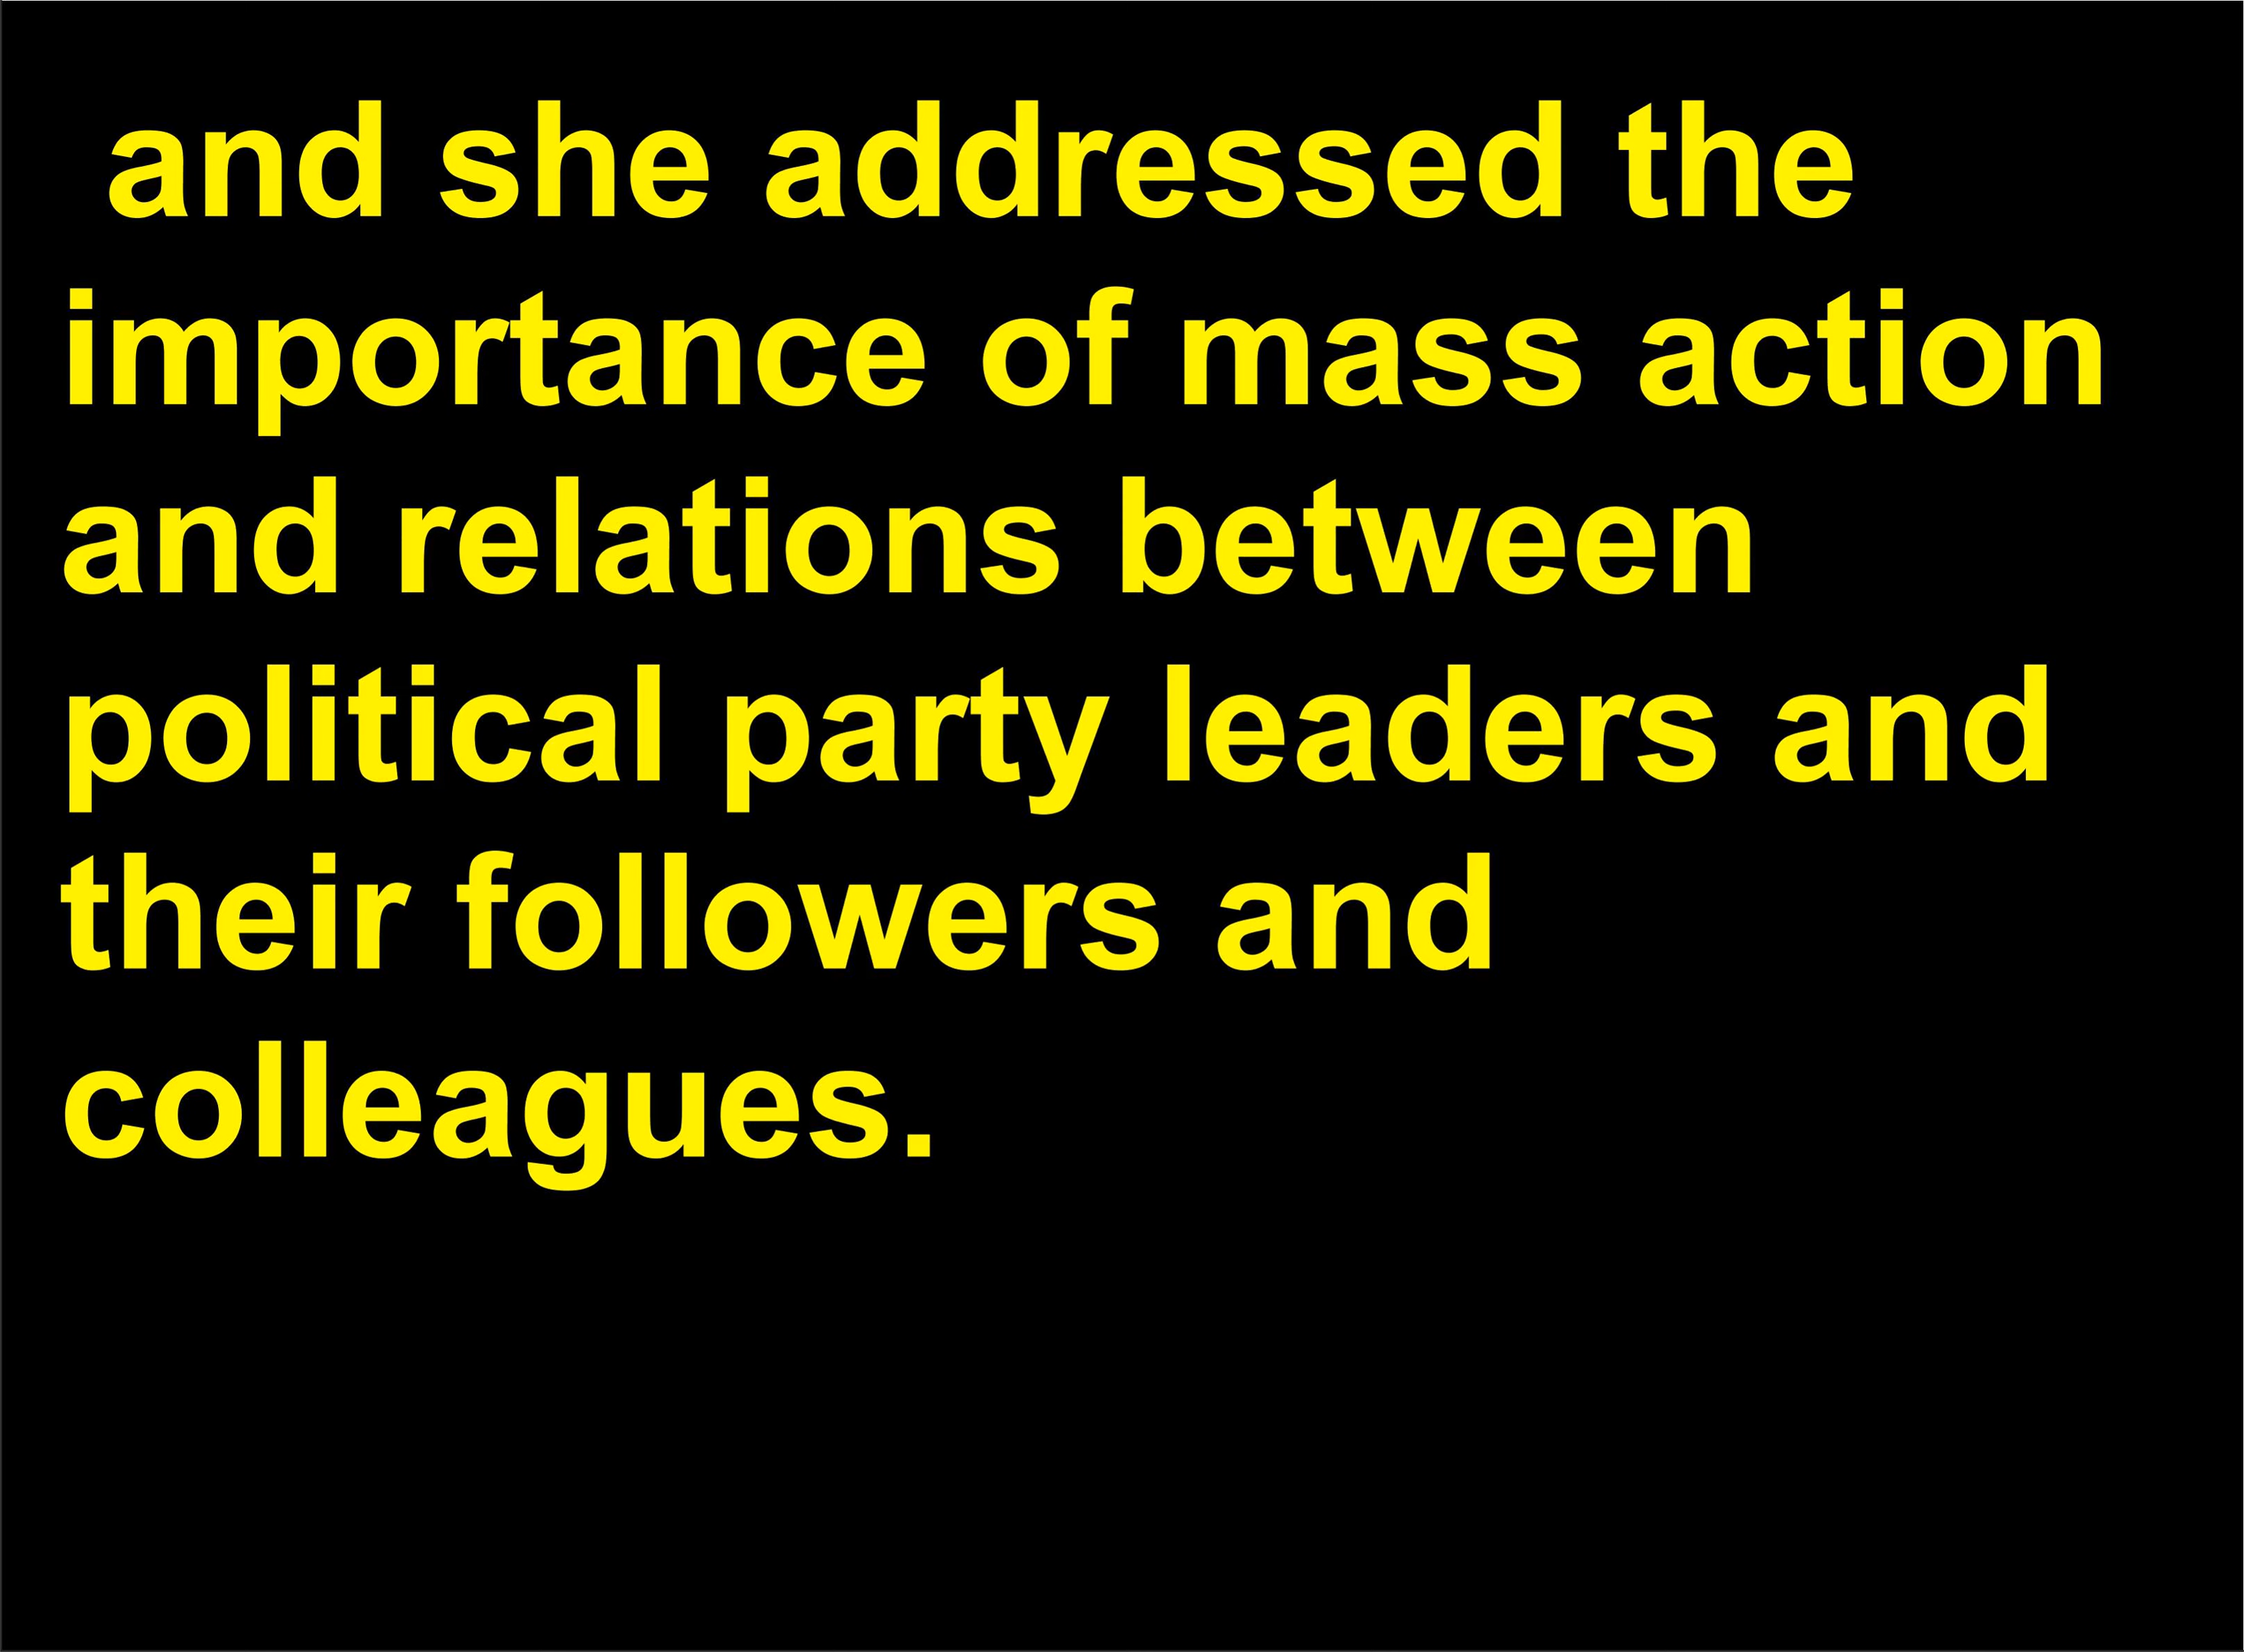 and she addressed the
importance of mass action
and relations between
political party leaders and
their followers and
colleagues.